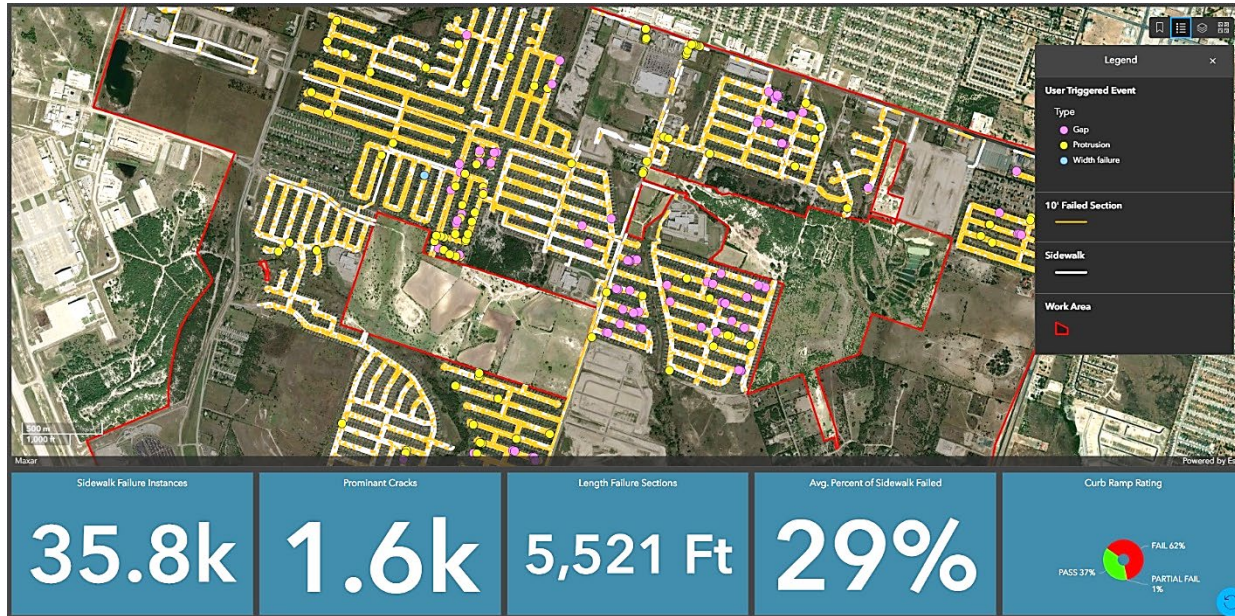 Legend
×
User Triggered Event
Type
Gap
Protrusion
Width failure
10' Failed Section
Sidewalk
Work Area
500 m
1,000 ft
Maxar
Powered by Es
Sidewalk Failure Instances
35.8k
Prominant Cracks
1.6k
Length Failure Sections
5,521 Ft
Avg. Percent of Sidewalk Failed
29%
Curb Ramp Rating
FAIL 62%
PASS 37%
PARTIAL FAIL
1%